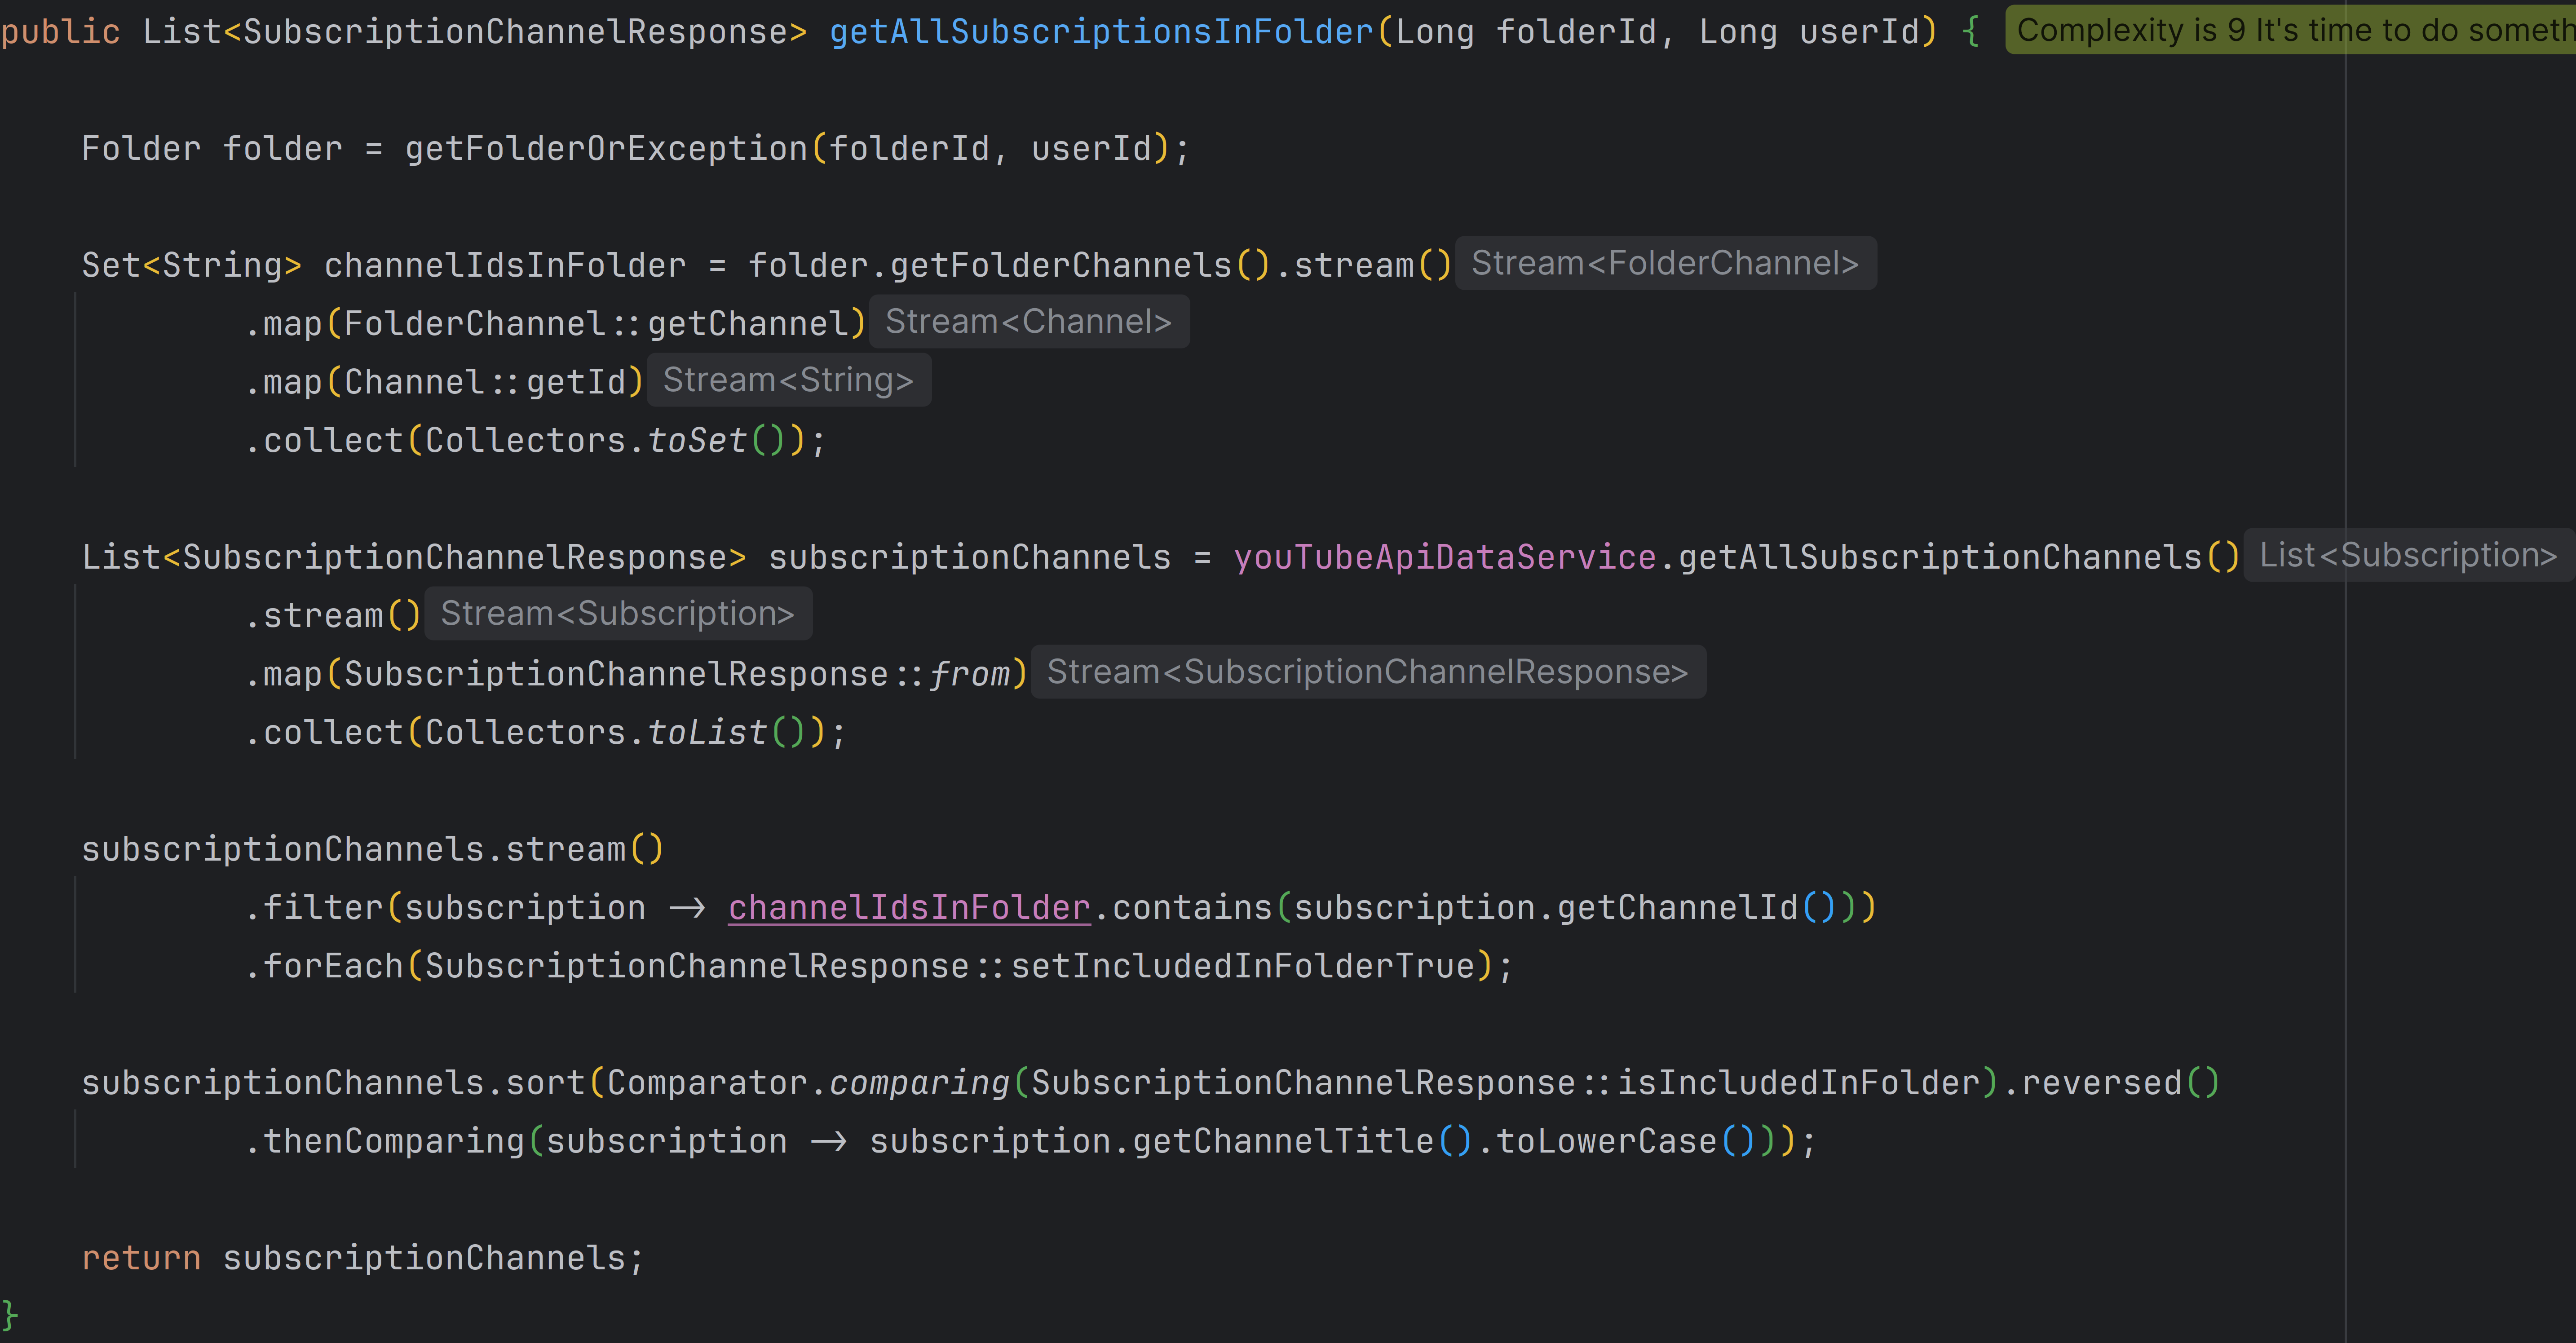 public List<SubscriptionChannelResponse> getAllSubscriptionsInFolder(Long folderId, Long userId) { Complexity is 9 It's time to do
Folder folder = getFolderOrException(folderId, userId);
Set<String> channelIdsInFolder = folder.getFolderChannels().stream() Stream<FolderChannel>
.map(FolderChannel::getChannel) Stream<Channel>
.map(Channel::getId) Stream<String>
.collect(Collectors.toSet());
List<SubscriptionChannelResponse> subscriptionChannels = youTubeApiDataService.getAllSubscriptionChannels() List<Subscription>
.stream() Stream<Subscription>
.map(SubscriptionChannelResponse::from) Stream<SubscriptionChannelResponse>
.collect(Collectors.toList());
subscriptionChannels.stream()
.filter(subscription -> channelIdsInFolder.contains(subscription.getChannelId()))
.forEach(SubscriptionChannelResponse::setIncludedInFolderTrue);
subscriptionChannels.sort(Comparator.comparing(SubscriptionChannelResponse::isIncludedInFolder).reversed()
.thenComparing(subscription -> subscription.getChannelTitle().toLowerCase()));
return subscriptionChannels;
}